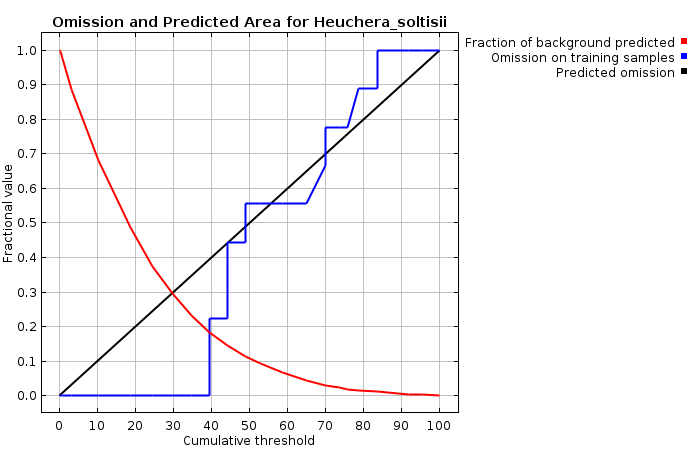 Omission and Predicted Area for Heuchera_soltisii
Fraction of background predicted
Omission on training samples
Predicted omission
Fractional value
1.0
0.9
0.8
0.7
0.6
0.5
0.4
0.3
0.2
0.1
0.0
0 10 20 30 40 50 60 70 80 90 100
Cumulative threshold